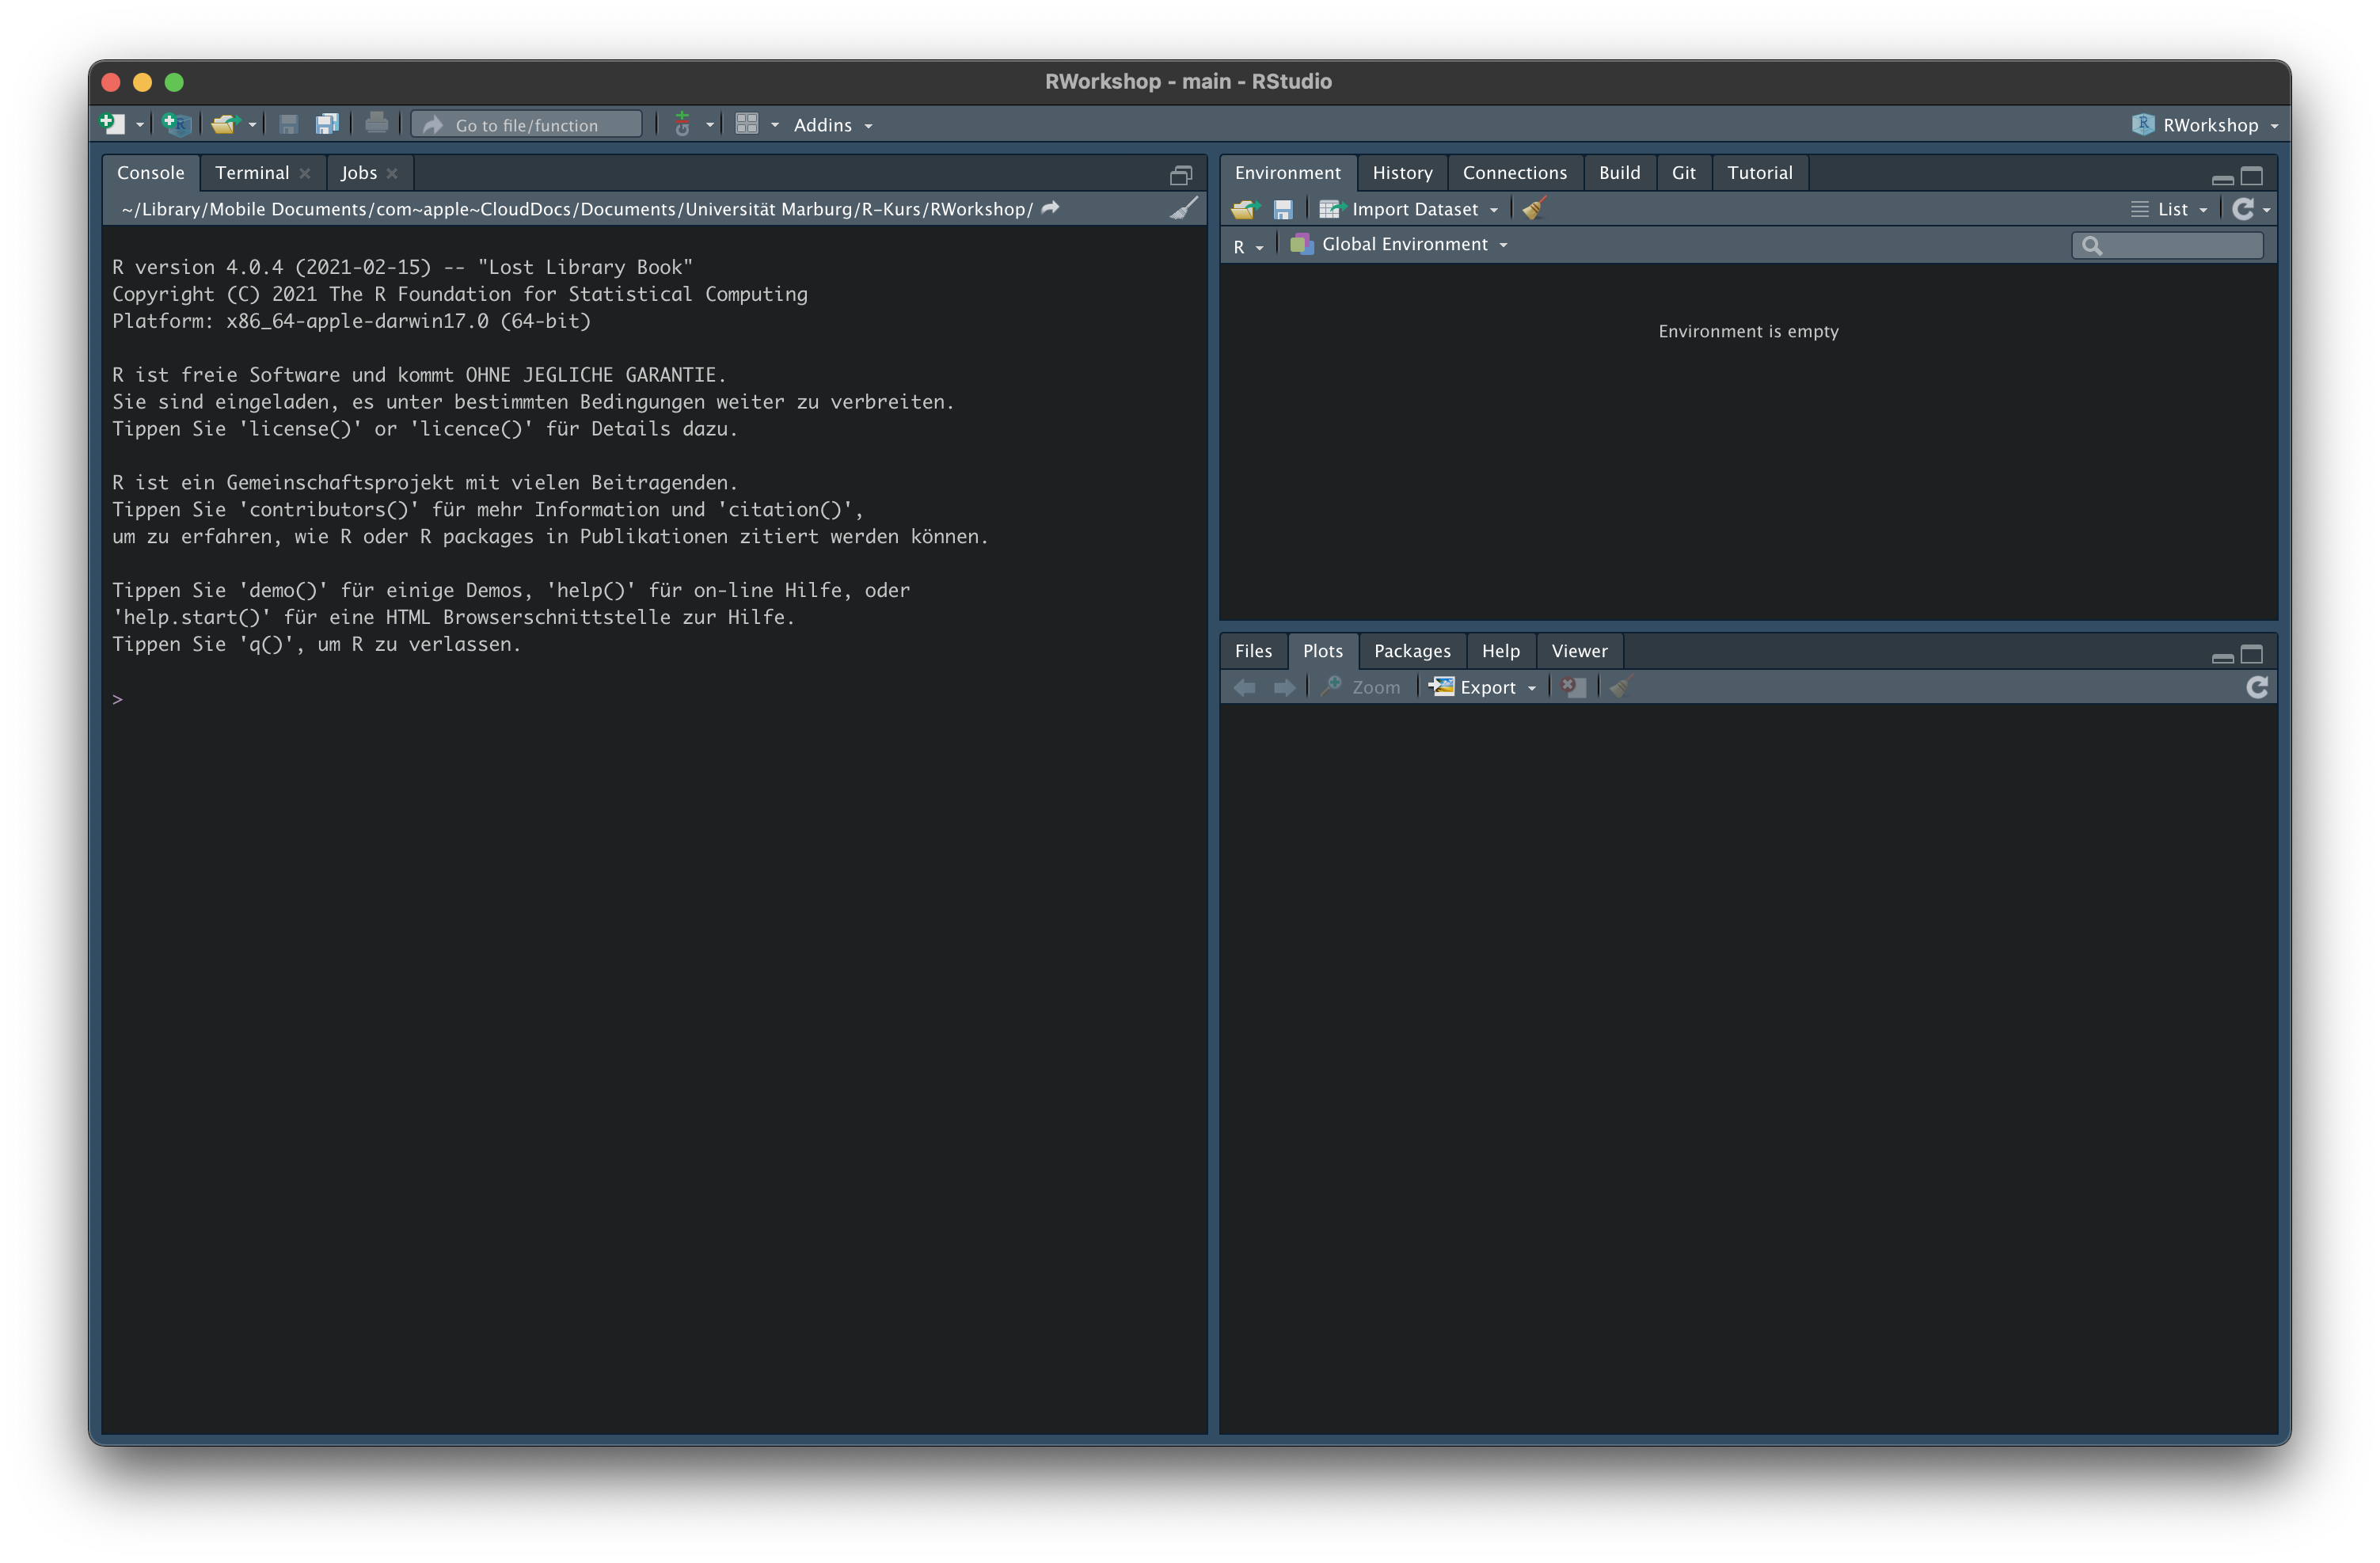 RWorkshop - main - RStudio
Go to file/function
Addins
RWorkshop
Console Terminal Jobs
~/Library/Mobile Documents/com~apple~CloudDocs/Documents/Universität Marburg/R-Kurs/RWorkshop/
R version 4.0.4 (2021-02-15) -- "Lost Library Book"
Copyright (C) 2021 The R Foundation for Statistical Computing
Platform: x86_64-apple-darwin17.0 (64-bit)
R ist freie Software und kommt OHNE JEGLICHE GARANTIE.
Sie sind eingeladen, es unter bestimmten Bedingungen weiter zu verbreiten.
Tippen Sie 'license()' or 'licence()' für Details dazu.
R ist ein Gemeinschaftsprojekt mit vielen Beitragenden.
Tippen Sie 'contributors()' für mehr Information und 'citation()',
um zu erfahren, wie R oder R packages in Publikationen zitiert werden können.
Tippen Sie 'demo()' für einige Demos, 'help()' für on-line Hilfe, oder
'help.start()' für eine HTML Browserschnittstelle zur Hilfe.
Tippen Sie 'q()', um R zu verlassen.
>
Environment History Connections Build Git Tutorial
Import Dataset List
R Global Environment
Environment is empty
Files Plots Packages Help Viewer
Zoom Export